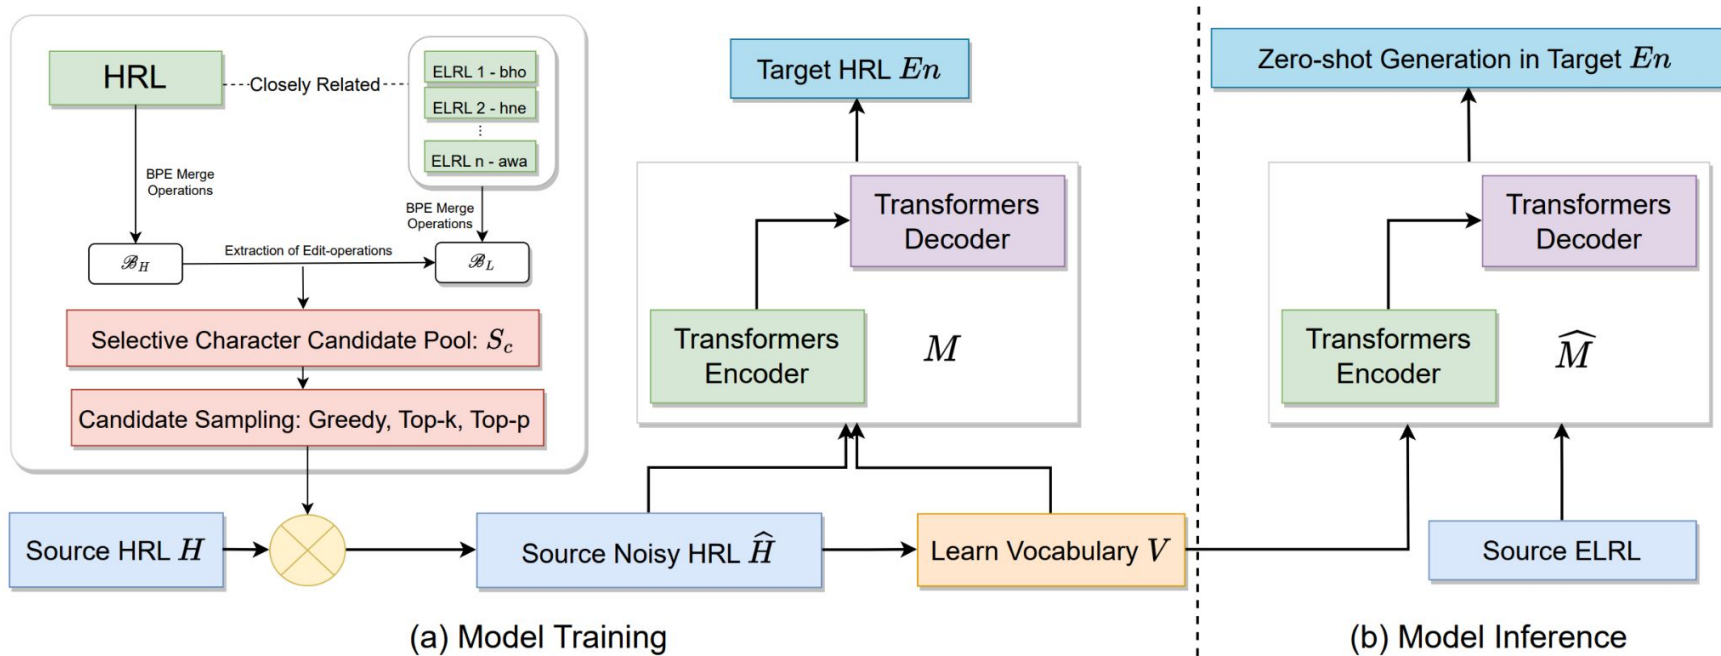 HRL
Closely Related
ELRL 1 - bho
ELRL 2 - hne
⋮
ELRL n - awa
BPE Merge
Operations
BPE Merge
Operations
ℬ_H
Extraction of Edit-operations
ℬ_L
Selective Character Candidate Pool: S_c
Candidate Sampling: Greedy, Top-k, Top-p
Source HRL H
Source Noisy HRL Ĥ
Learn Vocabulary V
Target HRL En
Transformers
Decoder
Transformers
Encoder
M
(a) Model Training
Zero-shot Generation in Target En
Transformers
Decoder
Transformers
Encoder
M̂
Source ELRL
(b) Model Inference